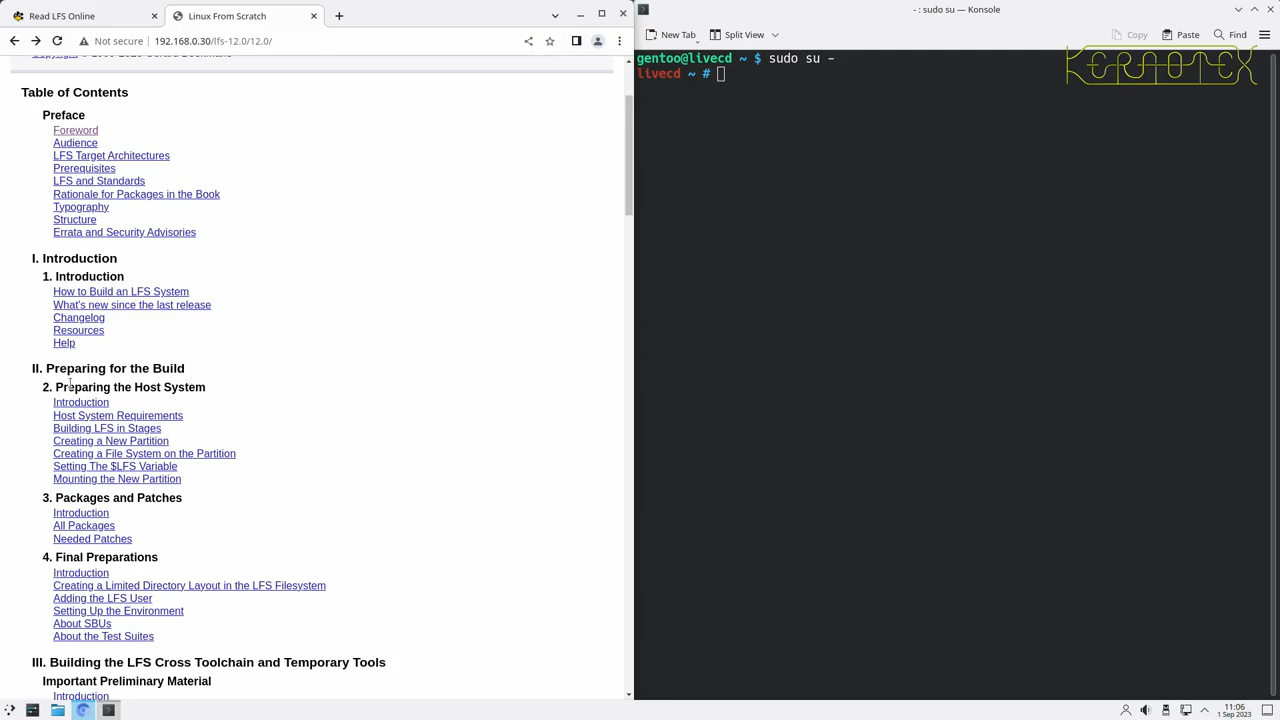 Read LFS Online
Linux From Scratch
- : sudo su — Konsole
Not secure
192.168.0.30/lfs-12.0/12.0/
New Tab
Split View
Copy
Paste
Find
gentoo@livecd ~ $ sudo su -
livecd ~ #
KERNOTEX
Table of Contents
Preface
Foreword
Audience
LFS Target Architectures
Prerequisites
LFS and Standards
Rationale for Packages in the Book
Typography
Structure
Errata and Security Advisories
I. Introduction
1. Introduction
How to Build an LFS System
What's new since the last release
Changelog
Resources
Help
II. Preparing for the Build
2. Preparing the Host System
Introduction
Host System Requirements
Building LFS in Stages
Creating a New Partition
Creating a File System on the Partition
Setting The $LFS Variable
Mounting the New Partition
3. Packages and Patches
Introduction
All Packages
Needed Patches
4. Final Preparations
Introduction
Creating a Limited Directory Layout in the LFS Filesystem
Adding the LFS User
Setting Up the Environment
About SBUs
About the Test Suites
III. Building the LFS Cross Toolchain and Temporary Tools
Important Preliminary Material
Introduction
11:06
1 Sep 2023